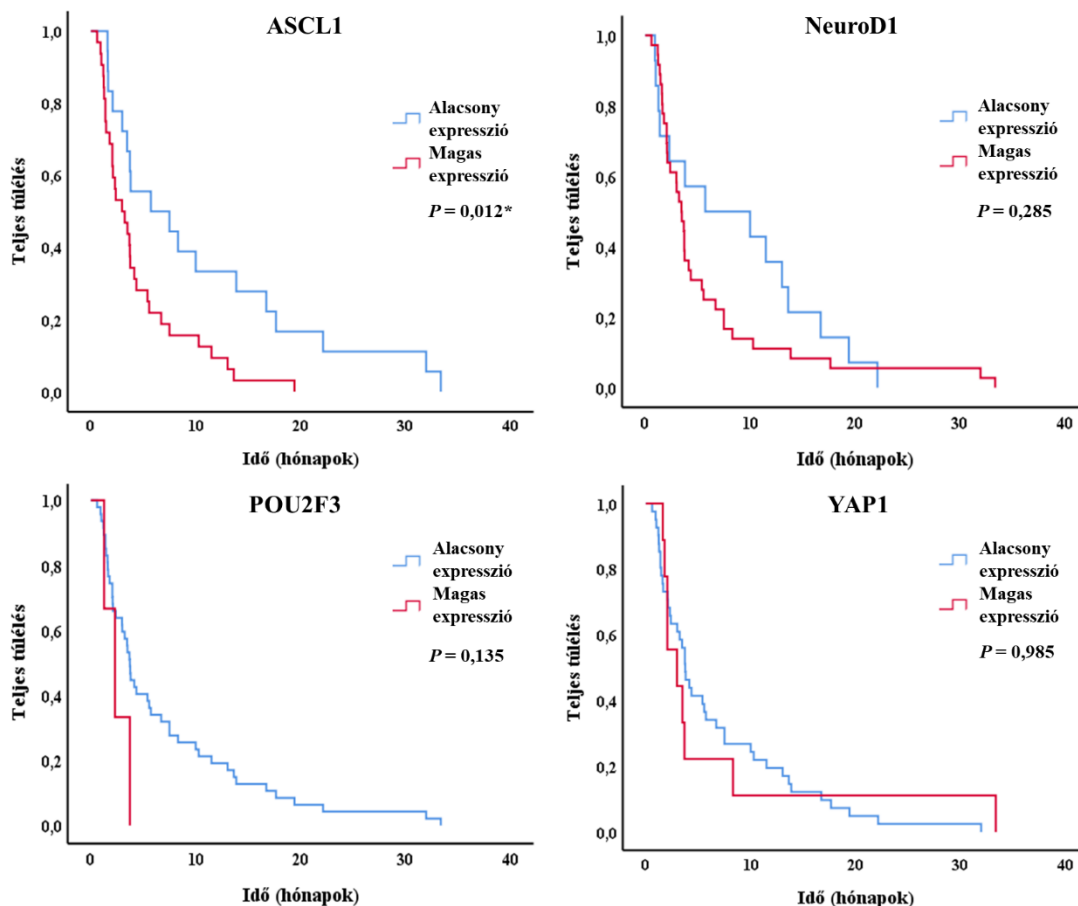 ASCL1
1,0
0,8
0,6
0,4
0,2
0,0
Teljes túlélés
Alacsony
expresszió
Magas
expresszió
P = 0,012*
0 10 20 30 40
Idő (hónapok)
NeuroD1
1,0
0,8
0,6
0,4
0,2
0,0
Teljes túlélés
Alacsony
expresszió
Magas
expresszió
P = 0,285
0 10 20 30 40
Idő (hónapok)
POU2F3
1,0
0,8
0,6
0,4
0,2
0,0
Teljes túlélés
Alacsony
expresszió
Magas
expresszió
P = 0,135
0 10 20 30 40
Idő (hónapok)
YAP1
1,0
0,8
0,6
0,4
0,2
0,0
Teljes túlélés
Alacsony
expresszió
Magas
expresszió
P = 0,985
0 10 20 30 40
Idő (hónapok)